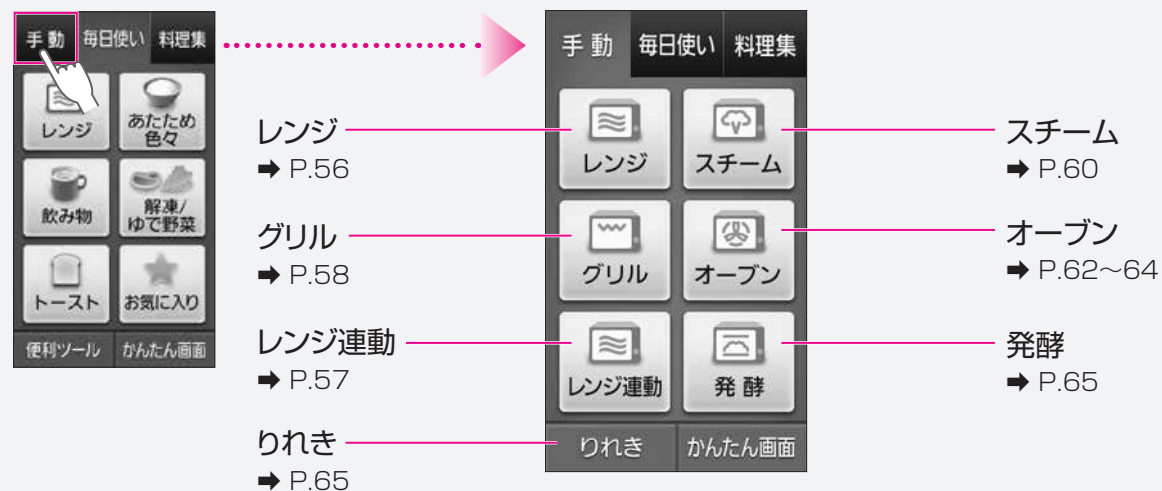 手動 毎日使い 料理集
レンジ
あたため
色々
飲み物
解凍/
ゆで野菜
トースト
お気に入り
便利ツール かんたん画面
レンジ
➡ P.56
グリル
➡ P.58
レンジ連動
➡ P.57
りれき
➡ P.65
手動 毎日使い 料理集
レンジ スチーム
グリル オーブン
レンジ連動 発酵
りれき かんたん画面
スチーム
➡ P.60
オーブン
➡ P.62〜64
発酵
➡ P.65